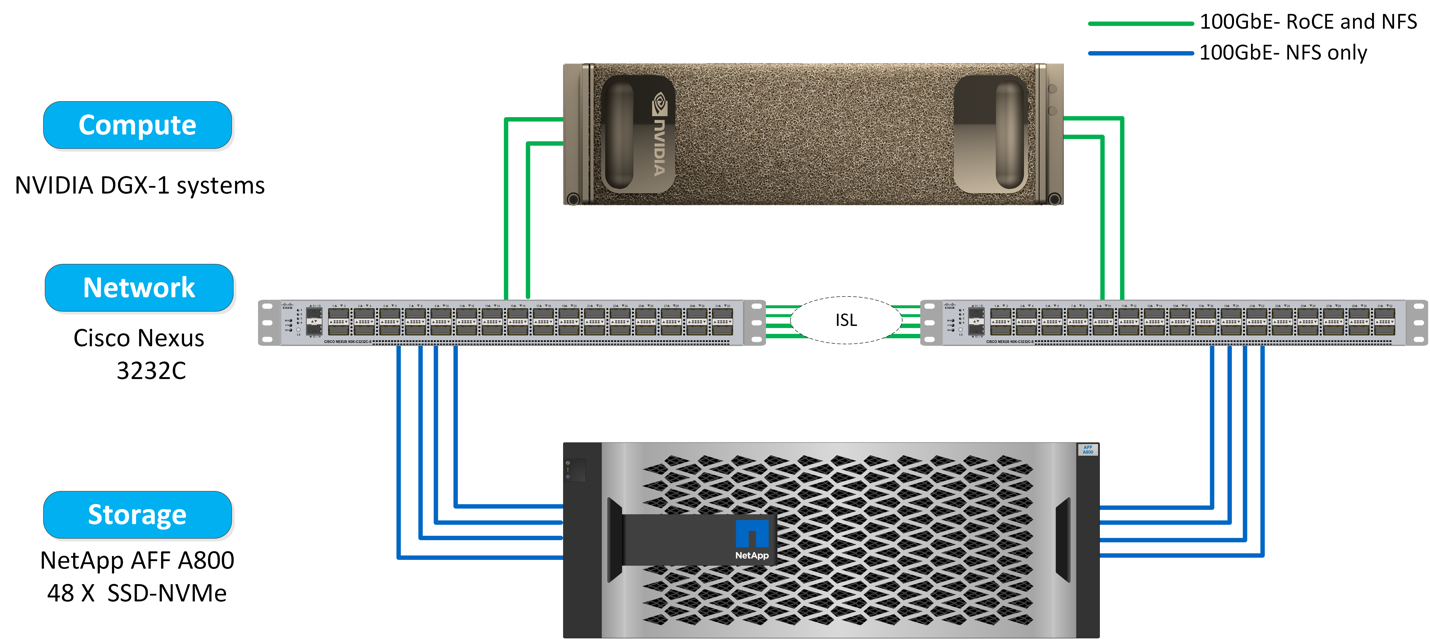 100GbE- RoCE and NFS
100GbE- NFS only
Compute
NVIDIA DGX-1 systems
NVIDIA
Network
Cisco Nexus
3232C
ISL
CISCO NEXUS N3K-C3232C-E
CISCO NEXUS N3K-C3232C-E
Storage
NetApp AFF A800
48 X SSD-NVMe
AFF
A800
NetApp